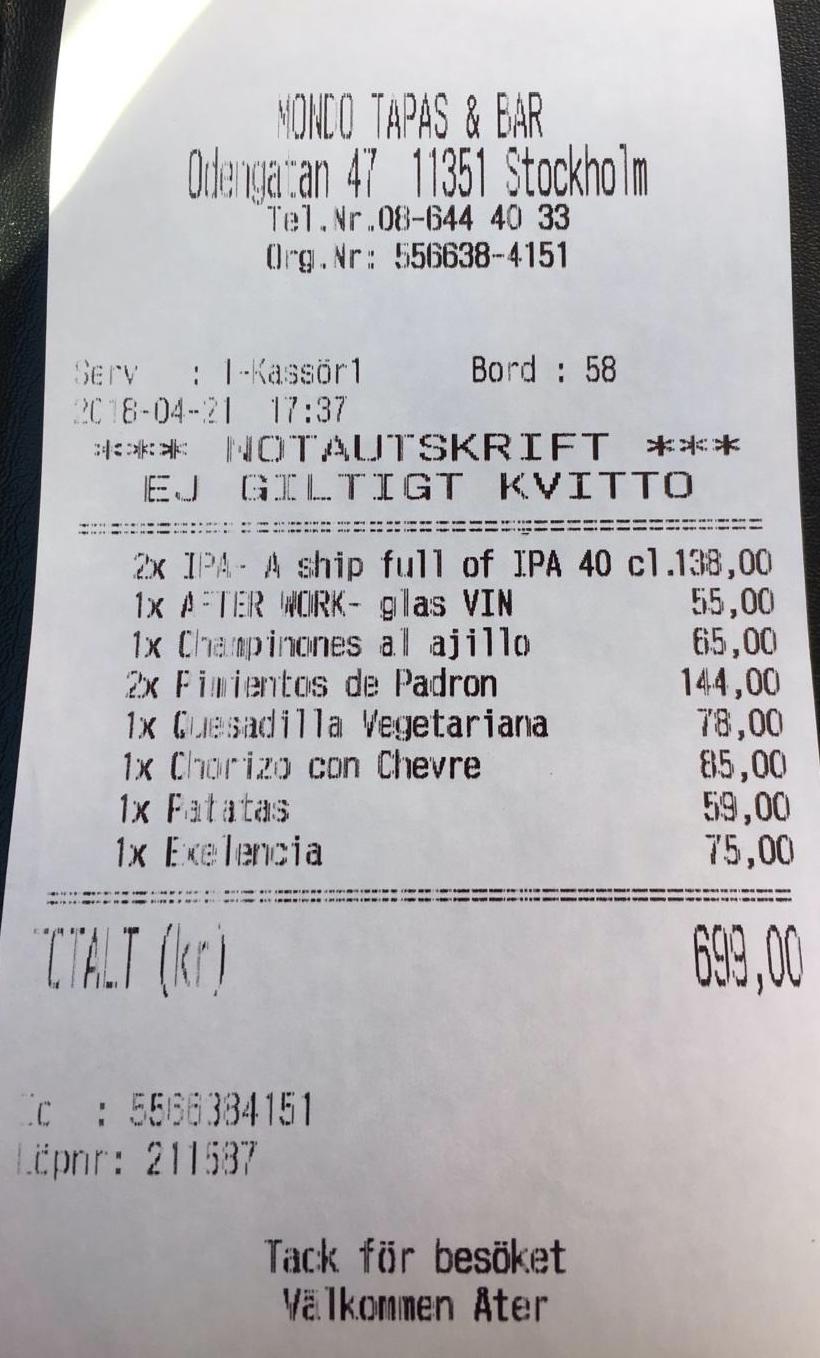 MONDO TAPAS & BAR
Odengatan 47 11351 Stockholm
Tel.Nr.08-644 40 33
Org.Nr: 556638-4151
Serv : 1-Kassör1 Bord : 58
2018-04-21 17:37
*** NOTAUTSKRIFT ***
EJ GILTIGT KVITTO
2x IPA- A ship full of IPA 40 cl.138,00
1x AFTER WORK- glas VIN 55,00
1x Champinones al ajillo 65,00
2x Pimientos de Padron 144,00
1x Quesadilla Vegetariana 78,00
1x Chorizo con Chevre 85,00
1x Patatas 59,00
1x Exelencia 75,00
TOTALT (kr) 699,00
: 5566384151
Löpnr: 211587
Tack för besöket
Välkommen Åter